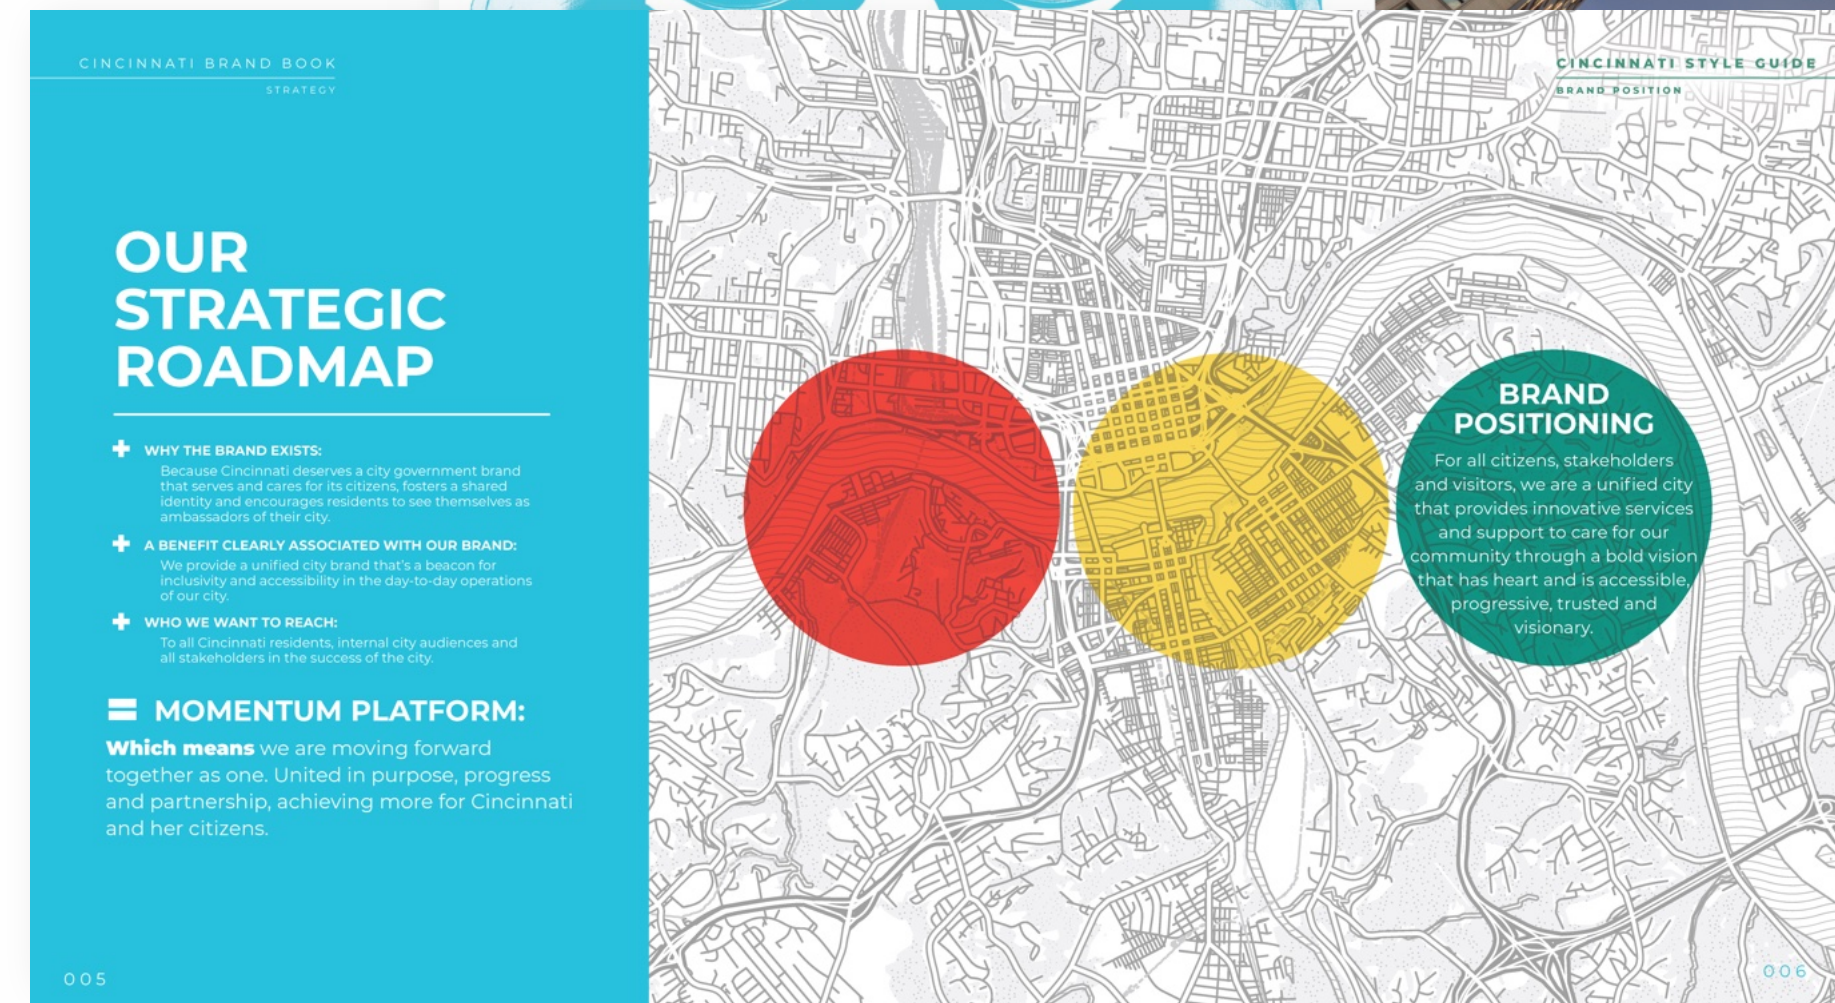 CINCINNATI BRAND BOOK
STRATEGY
OUR
STRATEGIC
ROADMAP
WHY THE BRAND EXISTS:
Because Cincinnati deserves a city government brand
that serves and cares for its citizens, fosters a shared
identity and encourages residents to see themselves as
ambassadors of their city.
A BENEFIT CLEARLY ASSOCIATED WITH OUR BRAND:
We provide a unified city brand that's a beacon for
inclusivity and accessibility in the day-to-day operations
of our city.
WHO WE WANT TO REACH:
To all Cincinnati residents, internal city audiences and
all stakeholders in the success of the city.
= MOMENTUM PLATFORM:
Which means we are moving forward
together as one. United in purpose, progress
and partnership, achieving more for Cincinnati
and her citizens.
005
CINCINNATI STYLE GUIDE
BRAND POSITION
BRAND
POSITIONING
For all citizens, stakeholders
and visitors, we are a unified city
that provides innovative services
and support to care for our
community through a bold vision
that has heart and is accessible,
progressive, trusted and
visionary.
006